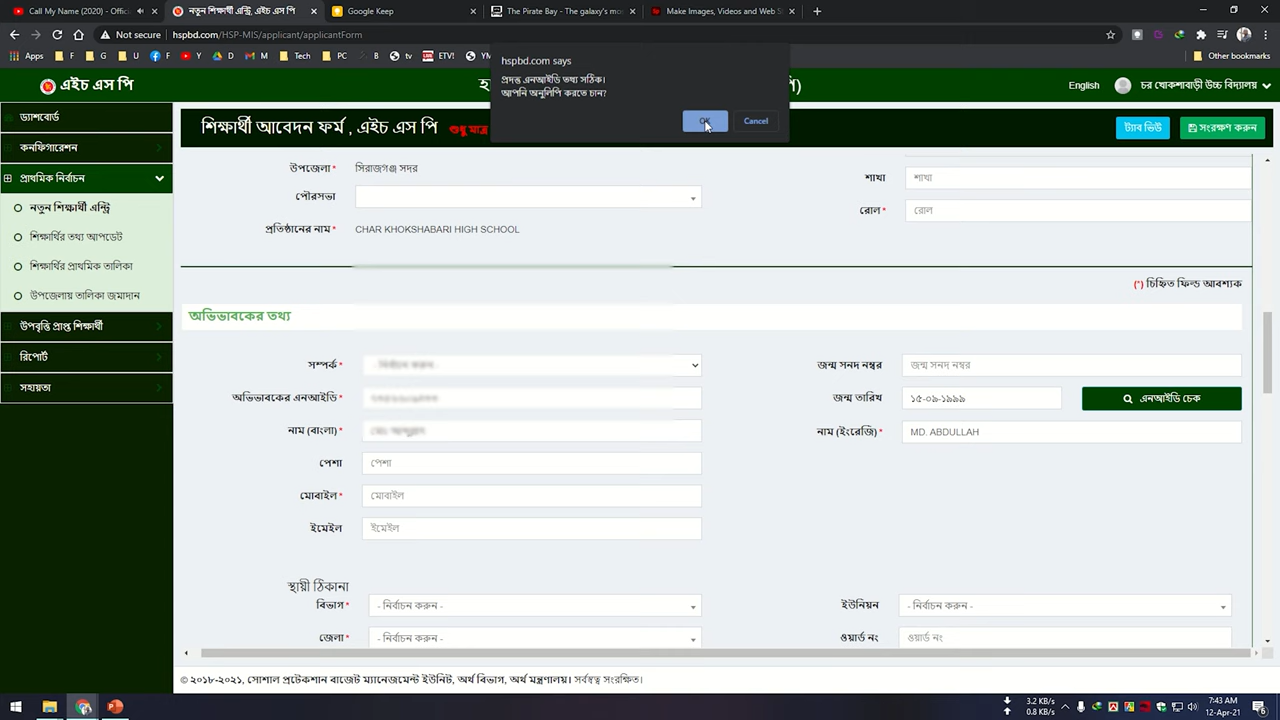 Call My Name (2020) - Offici
নতুন শিক্ষার্থী এন্ট্রি, এইচ এস পি
Google Keep
The Pirate Bay - The galaxy's mo
Make Images, Videos and Web S
Not secure | hspbd.com/HSP-MIS/applicant/applicantForm
Apps F G U F G M Tech PC B C tv ETVI YM
Other bookmarks
hspbd.com says
প্রদত্ত এনআইডি তথ্য সঠিক।
আপনি অনুলিপি করতে চান?
OK Cancel
এইচ এস পি
English
চর খোকশাবাড়ী উচ্চ বিদ্যালয়
ড্যাশবোর্ড
কনফিগারেশন
প্রাথমিক নির্বাচন
নতুন শিক্ষার্থী এন্ট্রি
শিক্ষার্থির তথ্য আপডেট
শিক্ষার্থির প্রাথমিক তালিকা
উপজেলায় তালিকা জমাদান
উপবৃত্তি প্রাপ্ত শিক্ষার্থী
রিপোর্ট
সহায়তা
শিক্ষার্থী আবেদন ফর্ম , এইচ এস পি শুধু মাত্র
ট্যাব ভিউ
সংরক্ষণ করুন
উপজেলা * সিরাজগঞ্জ সদর
শাখা শাখা
পৌরসভা
রোল * রোল
প্রতিষ্ঠানের নাম * CHAR KHOKSHABARI HIGH SCHOOL
(*) চিহ্নিত ফিল্ড আবশ্যক
অভিভাবকের তথ্য
সম্পর্ক * - নির্বাচন করুন -
জন্ম সনদ নম্বর জন্ম সনদ নম্বর
অভিভাবকের এনআইডি *
জন্ম তারিখ ১৫-০৯-১৯৯৯ এনআইডি চেক
নাম (বাংলা) * মোঃ আব্দুল্লাহ
নাম (ইংরেজি) * MD. ABDULLAH
পেশা পেশা
মোবাইল * মোবাইল
ইমেইল ইমেইল
স্থায়ী ঠিকানা
বিভাগ * - নির্বাচন করুন -
ইউনিয়ন - নির্বাচন করুন -
জেলা * - নির্বাচন করুন -
ওয়ার্ড নং ওয়ার্ড নং
© ২০১৮-২০২১, সোশাল প্রটেকশান বাজেট ম্যানেজমেন্ট ইউনিট, অর্থ বিভাগ, অর্থ মন্ত্রণালয়। সর্বস্বত্ব সংরক্ষিত।
3.2 KB/s
0.8 KB/s
7:43 AM
12-Apr-21